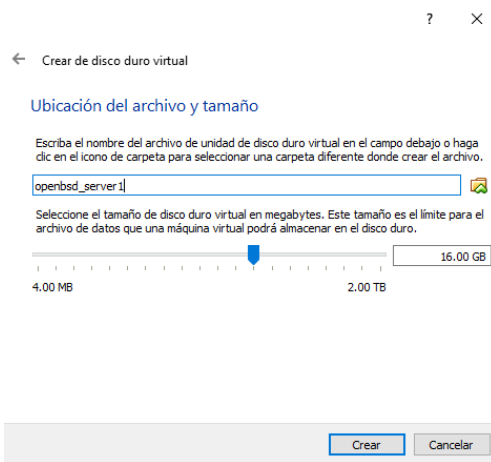 ?
Crear de disco duro virtual
Ubicación del archivo y tamaño
Escriba el nombre del archivo de unidad de disco duro virtual en el campo debajo o haga
clic en el icono de carpeta para seleccionar una carpeta diferente donde crear el archivo.
openbsd_server1
Seleccione el tamaño de disco duro virtual en megabytes. Este tamaño es el límite para el
archivo de datos que una máquina virtual podrá almacenar en el disco duro.
16.00 GB
4.00 MB 2.00 TB
Crear Cancelar